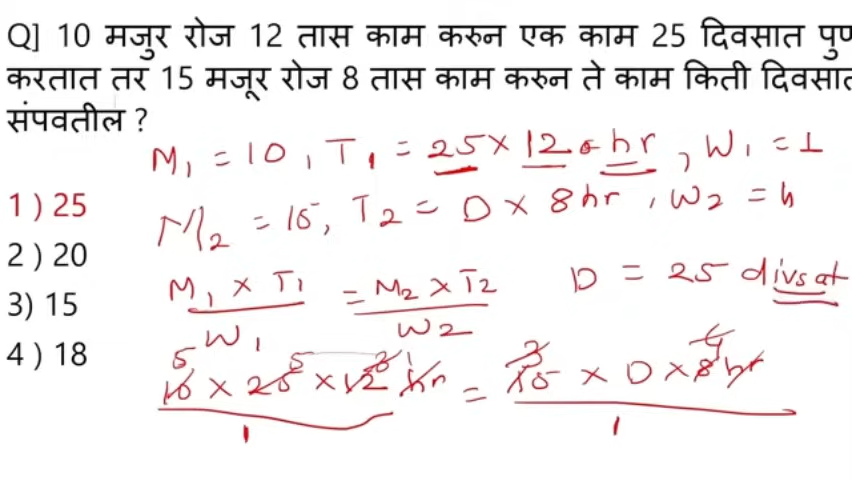 Q] 10 मजुर रोज 12 तास काम करुन एक काम 25 दिवसात पुण
करतात तर 15 मजूर रोज 8 तास काम करुन ते काम किती दिवसात
संपवतील ?
M₁ = 10, T₁ = 25 × 12 hr, W₁ = 1
1) 25
M₂ = 15, T₂ = D × 8 hr, W₂ =
2) 20
M₁ × T₁ = M₂ × T₂
D = 25 divsat
3) 15
W₁ W₂
4) 18
10 × 25 × 12 hr = 15 × D × 8 hr
1 1